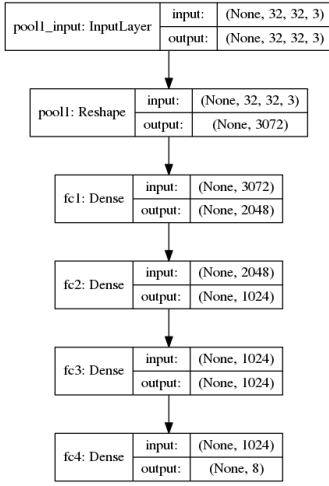 pool1_input: InputLayer
input: (None, 32, 32, 3)
output: (None, 32, 32, 3)
pool1: Reshape
input: (None, 32, 32, 3)
output: (None, 3072)
fc1: Dense
input: (None, 3072)
output: (None, 2048)
fc2: Dense
input: (None, 2048)
output: (None, 1024)
fc3: Dense
input: (None, 1024)
output: (None, 1024)
fc4: Dense
input: (None, 1024)
output: (None, 8)